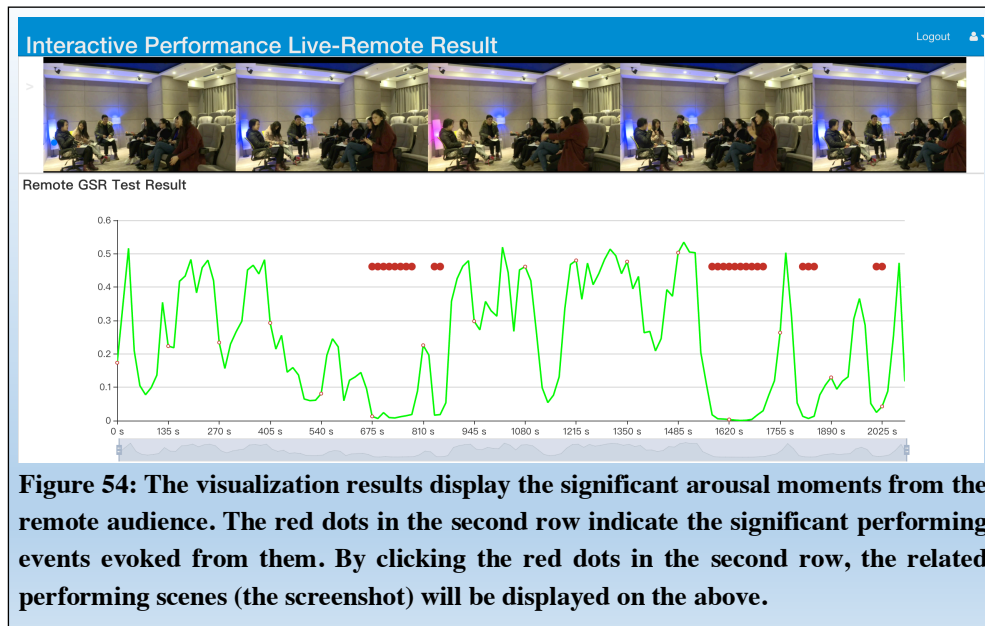 Interactive Performance Live-Remote Result
Logout
Remote GSR Test Result
0.6
0.5
0.4
0.3
0.2
0.1
0
0 s 135 s 270 s 405 s 540 s 675 s 810 s 945 s 1080 s 1215 s 1350 s 1485 s 1620 s 1755 s 1890 s 2025 s
Figure 54: The visualization results display the significant arousal moments from the
remote audience. The red dots in the second row indicate the significant performing
events evoked from them. By clicking the red dots in the second row, the related
performing scenes (the screenshot) will be displayed on the above.